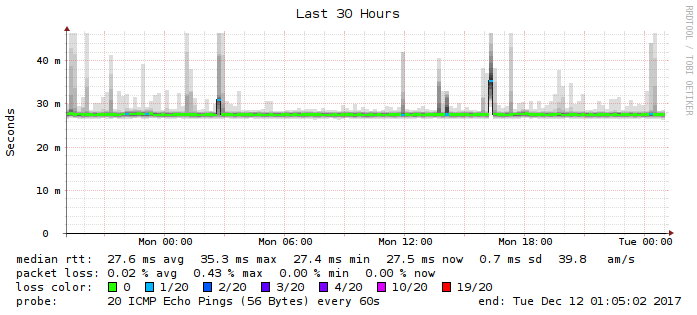 Last 30 Hours
RRDTOOL / TOBI OETIKER
Seconds
40 m
30 m
20 m
10 m
0
Mon 00:00 Mon 06:00 Mon 12:00 Mon 18:00 Tue 00:00
median rtt: 27.6 ms avg 35.3 ms max 27.4 ms min 27.5 ms now 0.7 ms sd 39.8 am/s
packet loss: 0.02 % avg 0.43 % max 0.00 % min 0.00 % now
loss color: 0 1/20 2/20 3/20 4/20 10/20 19/20
probe: 20 ICMP Echo Pings (56 Bytes) every 60s end: Tue Dec 12 01:05:02 2017